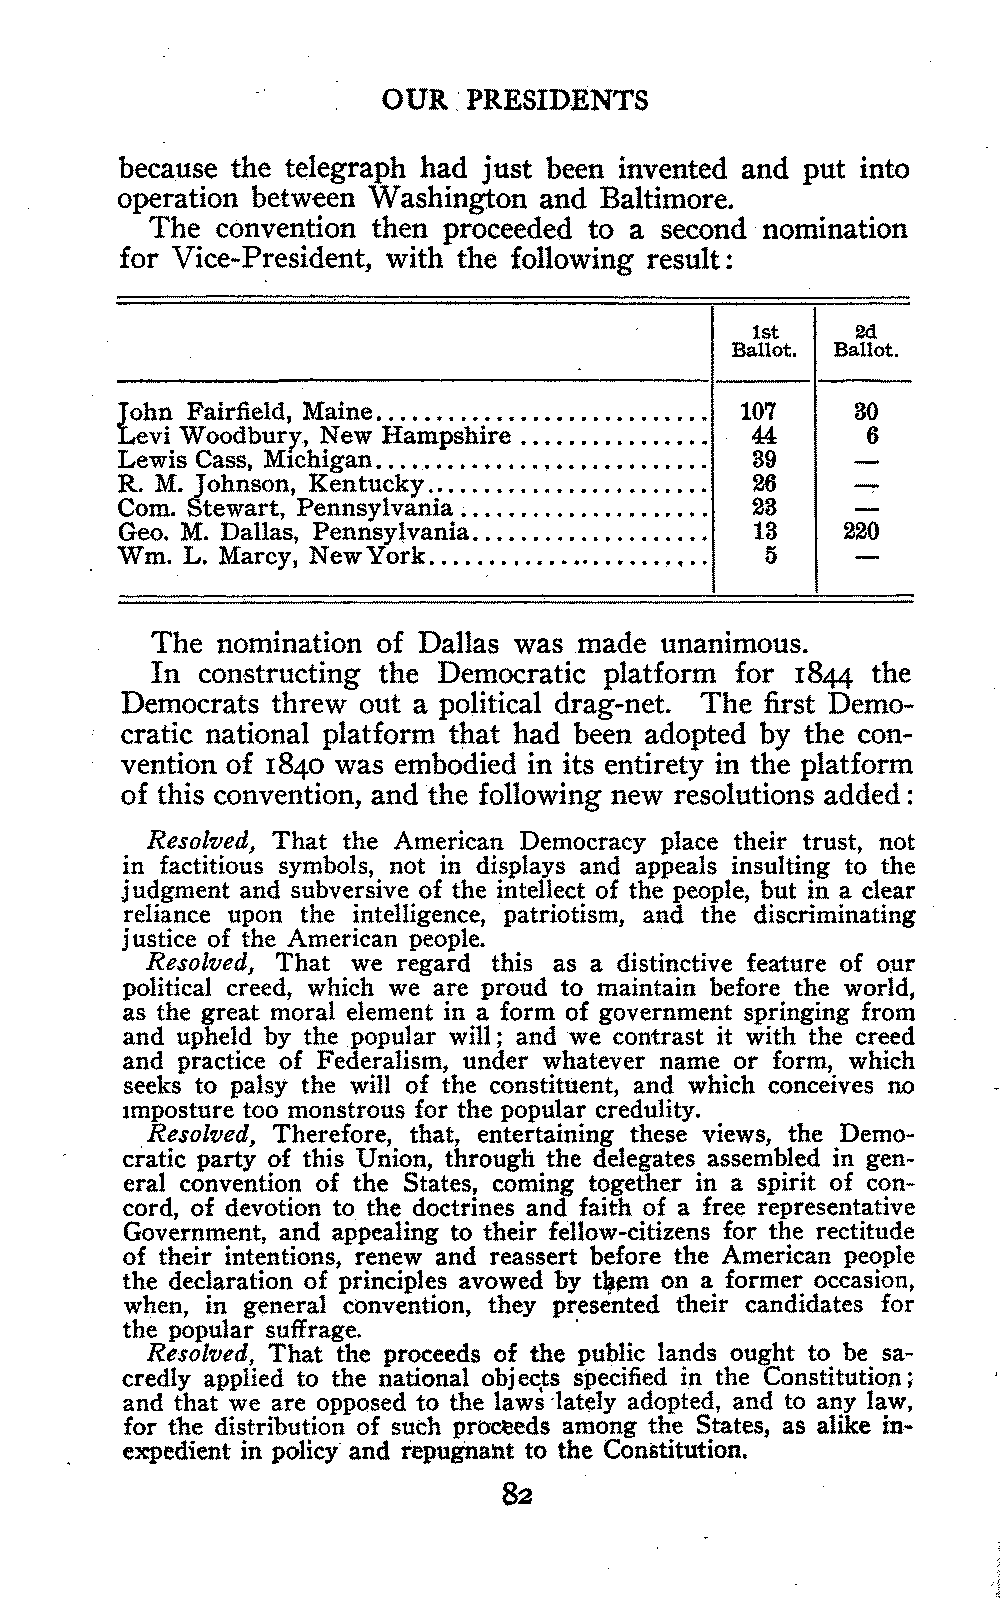 OUR PRESIDENTS
because the telegraph had just been invented and put into
operation between Washington and Baltimore.
The convention then proceeded to a second nomination
for Vice-President, with the following result:
1st Ballot. 2d Ballot.
John Fairfield, Maine............................ 107 30
Levi Woodbury, New Hampshire ................ 44 6
Lewis Cass, Michigan............................ 39 —
R. M. Johnson, Kentucky........................ 26 —
Com. Stewart, Pennsylvania ..................... 23 —
Geo. M. Dallas, Pennsylvania.................... 13 220
Wm. L. Marcy, New York........................ 5 —
The nomination of Dallas was made unanimous.
In constructing the Democratic platform for 1844 the
Democrats threw out a political drag-net. The first Demo-
cratic national platform that had been adopted by the con-
vention of 1840 was embodied in its entirety in the platform
of this convention, and the following new resolutions added:
Resolved, That the American Democracy place their trust, not
in factitious symbols, not in displays and appeals insulting to the
judgment and subversive of the intellect of the people, but in a clear
reliance upon the intelligence, patriotism, and the discriminating
justice of the American people.
Resolved, That we regard this as a distinctive feature of our
political creed, which we are proud to maintain before the world,
as the great moral element in a form of government springing from
and upheld by the popular will; and we contrast it with the creed
and practice of Federalism, under whatever name or form, which
seeks to palsy the will of the constituent, and which conceives no
imposture too monstrous for the popular credulity.
Resolved, Therefore, that, entertaining these views, the Demo-
cratic party of this Union, through the delegates assembled in gen-
eral convention of the States, coming together in a spirit of con-
cord, of devotion to the doctrines and faith of a free representative
Government, and appealing to their fellow-citizens for the rectitude
of their intentions, renew and reassert before the American people
the declaration of principles avowed by them on a former occasion,
when, in general convention, they presented their candidates for
the popular suffrage.
Resolved, That the proceeds of the public lands ought to be sa-
credly applied to the national objects specified in the Constitution;
and that we are opposed to the laws lately adopted, and to any law,
for the distribution of such proceeds among the States, as alike in-
expedient in policy and repugnant to the Constitution.
82